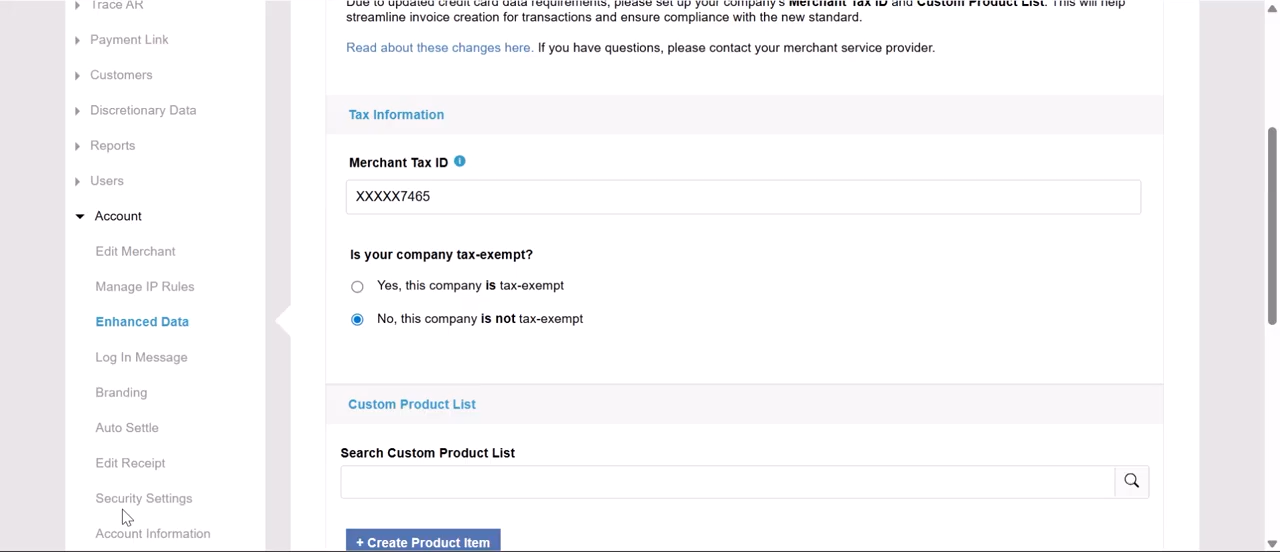 Trace AR
Payment Link
Customers
Discretionary Data
Reports
Users
Account
Edit Merchant
Manage IP Rules
Enhanced Data
Log In Message
Branding
Auto Settle
Edit Receipt
Security Settings
Account Information
Due to updated credit card data requirements, please set up your company's Merchant Tax ID and Custom Product List. This will help
streamline invoice creation for transactions and ensure compliance with the new standard.
Read about these changes here. If you have questions, please contact your merchant service provider.
Tax Information
Merchant Tax ID
XXXXX7465
Is your company tax-exempt?
Yes, this company is tax-exempt
No, this company is not tax-exempt
Custom Product List
Search Custom Product List
+ Create Product Item